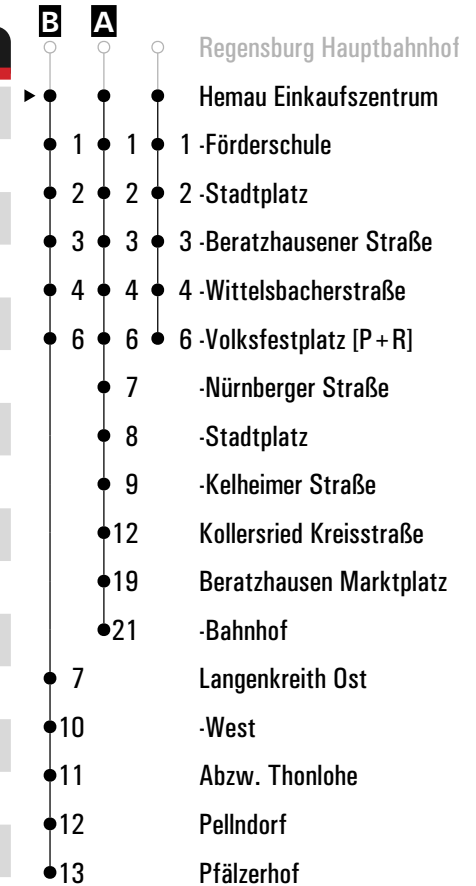 B A
Regensburg Hauptbahnhof
Hemau Einkaufszentrum
1 1 1 -Förderschule
2 2 2 -Stadtplatz
3 3 3 -Beratzhausener Straße
4 4 4 -Wittelsbacherstraße
6 6 6 -Volksfestplatz [P+R]
7 -Nürnberger Straße
8 -Stadtplatz
9 -Kelheimer Straße
12 Kollersried Kreisstraße
19 Beratzhausen Marktplatz
21 -Bahnhof
7 Langenkreith Ost
10 -West
11 Abzw. Thonlohe
12 Pellndorf
13 Pfälzerhof